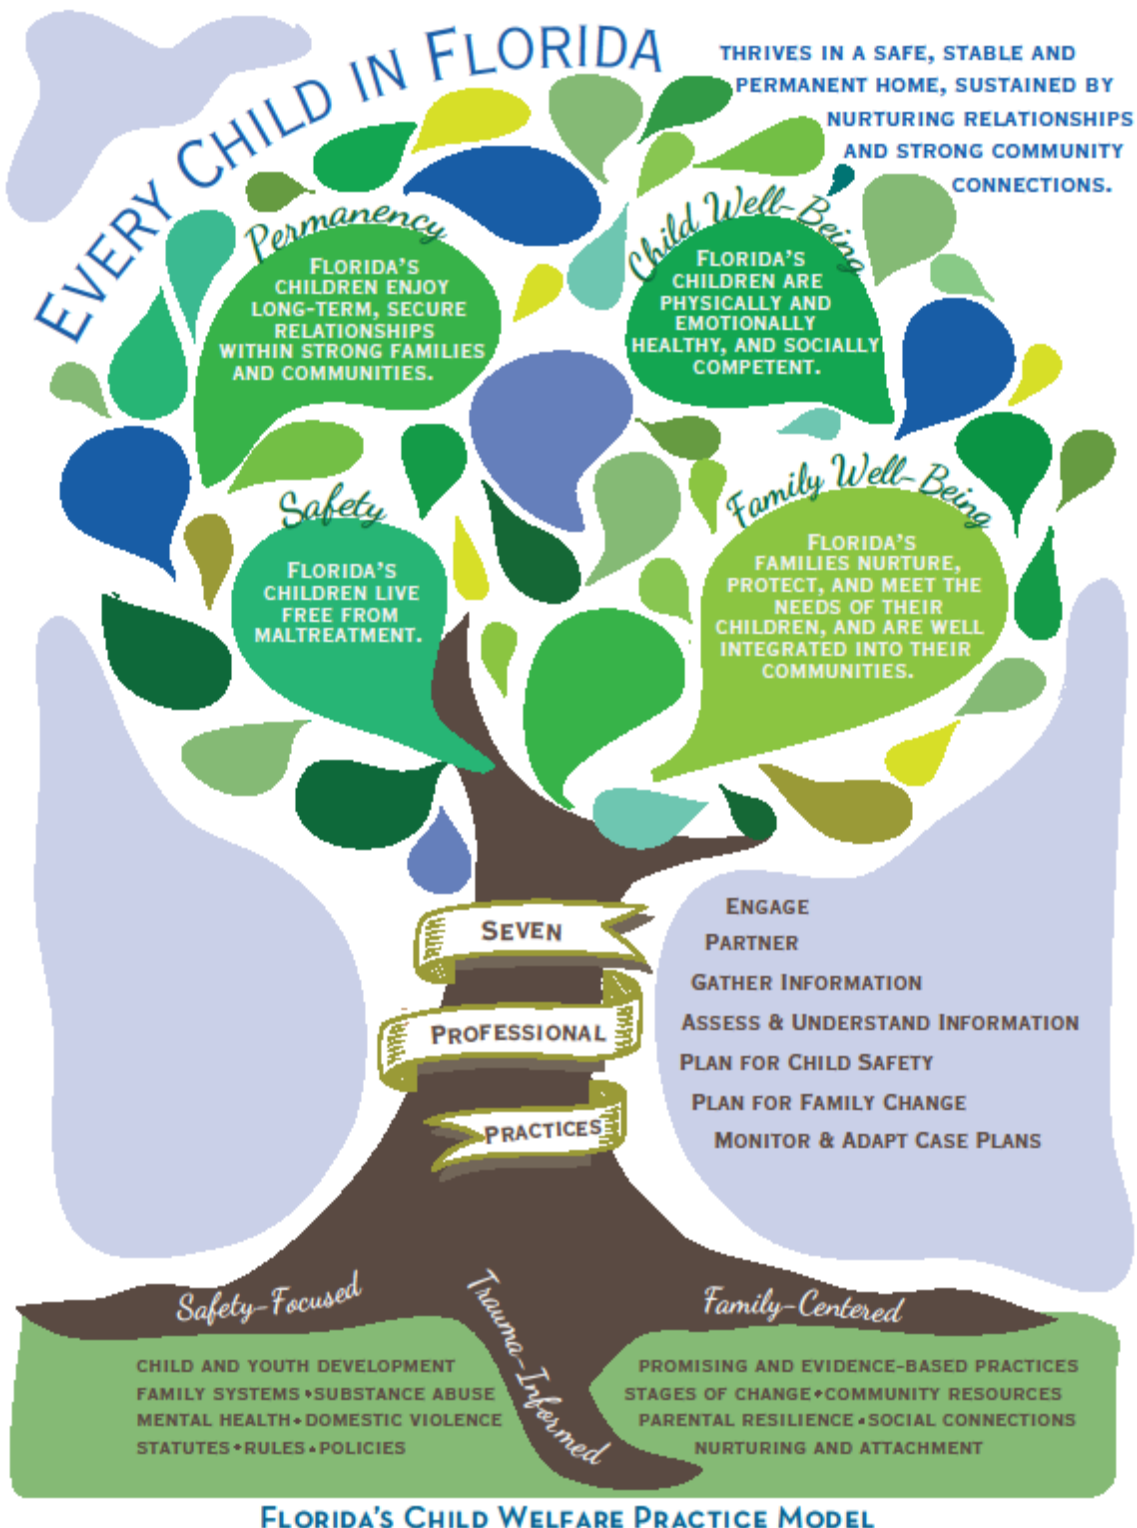 EVERY CHILD IN FLORIDA
THRIVES IN A SAFE, STABLE AND
PERMANENT HOME, SUSTAINED BY
NURTURING RELATIONSHIPS
AND STRONG COMMUNITY
CONNECTIONS.
Permanency
FLORIDA'S
CHILDREN ENJOY
LONG-TERM, SECURE
RELATIONSHIPS
WITHIN STRONG FAMILIES
AND COMMUNITIES.
Child Well-Being
FLORIDA'S
CHILDREN ARE
PHYSICALLY AND
EMOTIONALLY
HEALTHY, AND SOCIALLY
COMPETENT.
Safety
FLORIDA'S
CHILDREN LIVE
FREE FROM
MALTREATMENT.
Family Well-Being
FLORIDA'S
FAMILIES NURTURE,
PROTECT, AND MEET THE
NEEDS OF THEIR
CHILDREN, AND ARE WELL
INTEGRATED INTO THEIR
COMMUNITIES.
SEVEN
PROFESSIONAL
PRACTICES
ENGAGE
PARTNER
GATHER INFORMATION
ASSESS & UNDERSTAND INFORMATION
PLAN FOR CHILD SAFETY
PLAN FOR FAMILY CHANGE
MONITOR & ADAPT CASE PLANS
Safety-Focused
Trauma-Informed
Family-Centered
CHILD AND YOUTH DEVELOPMENT
FAMILY SYSTEMS•SUBSTANCE ABUSE
MENTAL HEALTH•DOMESTIC VIOLENCE
STATUTES•RULES•POLICIES
PROMISING AND EVIDENCE-BASED PRACTICES
STAGES OF CHANGE•COMMUNITY RESOURCES
PARENTAL RESILIENCE•SOCIAL CONNECTIONS
NURTURING AND ATTACHMENT
FLORIDA'S CHILD WELFARE PRACTICE MODEL